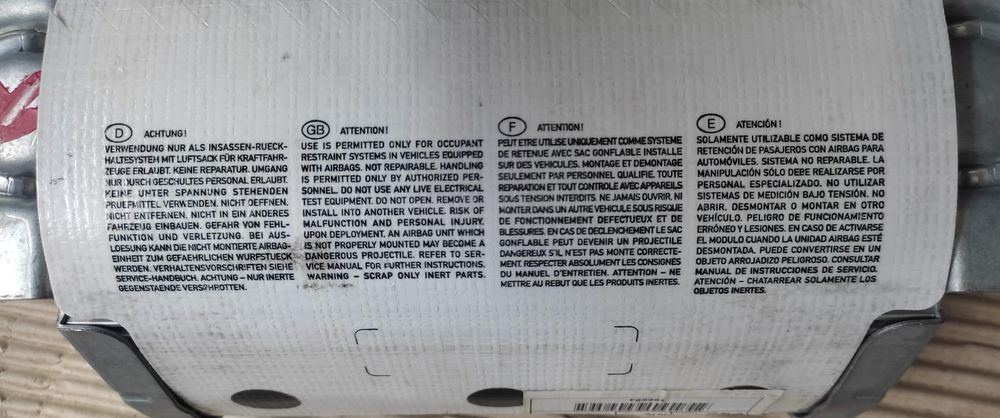 D ACHTUNG!
VERWENDUNG NUR ALS INSASSEN-RUECK-
HALTESYSTEM MIT LUFTSACK FÜR KRAFTFAHR-
ZEUGE ERLAUBT. KEINE REPARATUR. UMGANG
NUR DURCH GESCHULTES PERSONAL ERLAUBT.
KEINE UNTER SPANNUNG STEHENDEN
PRUEFMITTEL VERWENDEN. NICHT OEFFNEN.
NICHT ENTFERNEN. NICHT IN EIN ANDERES
FAHRZEUG EINBAUEN. GEFAHR VON FEHL-
FUNKTION UND VERLETZUNG. BEI AUS-
LOESUNG KANN DIE NICHT MONTIERTE AIRBAG-
EINHEIT ZUM GEFAEHRLICHEN WURFSTUECK
WERDEN. VERHALTENSVORSCHRIFTEN SIEHE
SERVICE-HANDBUCH. ACHTUNG – NUR INERTE
GEGENSTAENDE VERSCHROTTEN.
GB ATTENTION!
USE IS PERMITTED ONLY FOR OCCUPANT
RESTRAINT SYSTEMS IN VEHICLES EQUIPPED
WITH AIRBAGS. NOT REPAIRABLE. HANDLING
IS PERMITTED ONLY BY AUTHORIZED PER-
SONNEL. DO NOT USE ANY LIVE ELECTRICAL
TEST EQUIPMENT. DO NOT OPEN. REMOVE OR
INSTALL INTO ANOTHER VEHICLE. RISK OF
MALFUNCTION AND PERSONAL INJURY.
UPON DEPLOYMENT. AN AIRBAG UNIT WHICH
IS NOT PROPERLY MOUNTED MAY BECOME A
DANGEROUS PROJECTILE. REFER TO SER-
VICE MANUAL FOR FURTHER INSTRUCTIONS.
WARNING – SCRAP ONLY INERT PARTS.
F ATTENTION!
PEUT ETRE UTILISE UNIQUEMENT COMME SYSTEME
DE RETENUE AVEC SAC GONFLABLE INSTALLE
SUR DES VEHICULES. MONTAGE ET DEMONTAGE
SEULEMENT PAR PERSONNEL QUALIFIE. TOUTE
REPARATION ET TOUT CONTROLE AVEC APPAREILS
SOUS TENSION INTERDITS. NE JAMAIS OUVRIR. NI
MONTER DANS UN AUTRE VEHICULE SOUS RISQUE
DE FONCTIONNEMENT DEFECTUEUX ET DE
BLESSURES. EN CAS DE DECLENCHEMENT LE SAC
GONFLABLE PEUT DEVENIR UN PROJECTILE
DANGEREUX S'IL N'EST PAS MONTE CORRECTE-
MENT. RESPECTER ABSOLUMENT LES CONSIGNES
DU MANUEL D'ENTRETIEN. ATTENTION – NE
METTRE AU REBUT QUE LES PRODUITS INERTES.
E ATENCIÓN!
SOLAMENTE UTILIZABLE COMO SISTEMA DE
RETENCIÓN DE PASAJEROS CON AIRBAG PARA
AUTOMÓVILES. SISTEMA NO REPARABLE. LA
MANIPULACIÓN SÓLO DEBE REALIZARSE POR
PERSONAL ESPECIALIZADO. NO UTILIZAR
SISTEMAS DE MEDICIÓN BAJO TENSIÓN. NO
ABRIR, DESMONTAR O MONTAR EN OTRO
VEHÍCULO. PELIGRO DE FUNCIONAMIENTO
ERRÓNEO Y LESIONES. EN CASO DE ACTIVARSE
EL MODULO CUANDO LA UNIDAD AIRBAG ESTÉ
DESMONTADA, PUEDE CONVERTIRSE EN UN
OBJETO ARROJADIZO PELIGROSO. CONSULTAR
MANUAL DE INSTRUCCIONES DE SERVICIO.
ATENCIÓN – CHATARREAR SOLAMENTE LOS
OBJETOS INERTES.